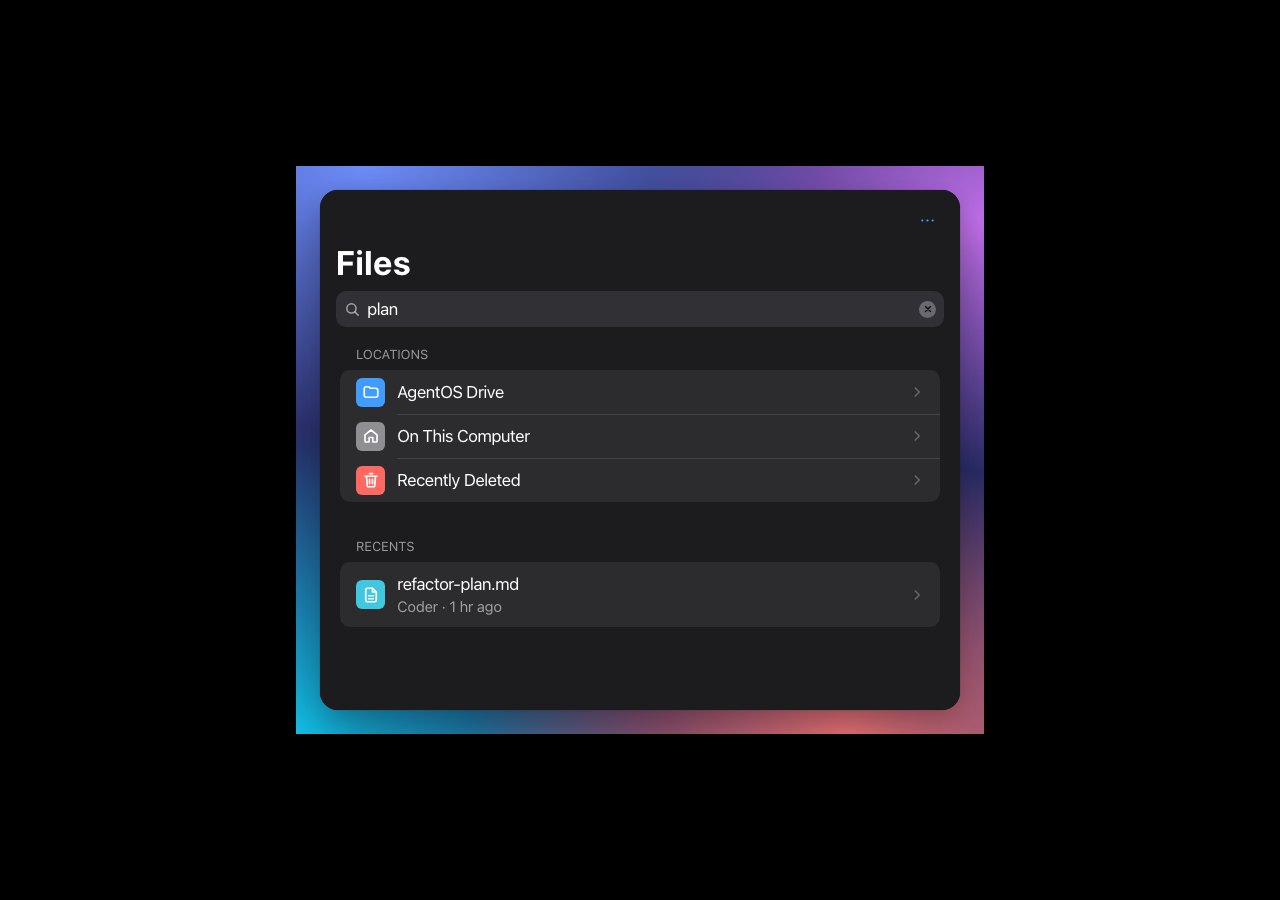 Files
plan
LOCATIONS
AgentOS Drive
On This Computer
Recently Deleted
RECENTS
refactor-plan.md
Coder · 1 hr ago